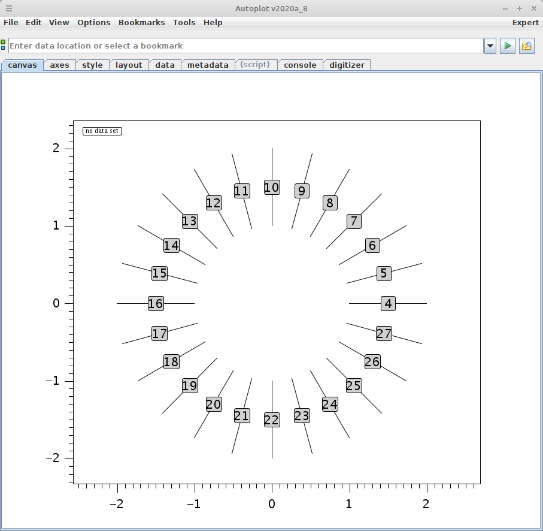 Autoplot v2020a_8
File Edit View Options Bookmarks Tools Help Expert
Enter data location or select a bookmark
canvas axes style layout data metadata (script) console digitizer
no data set
2
10
11 9
12 8
13 7
1
14 6
15 5
0 16 4
17 27
18 26
−1
19 25
20 24
21 23
22
−2
−2 −1 0 1 2